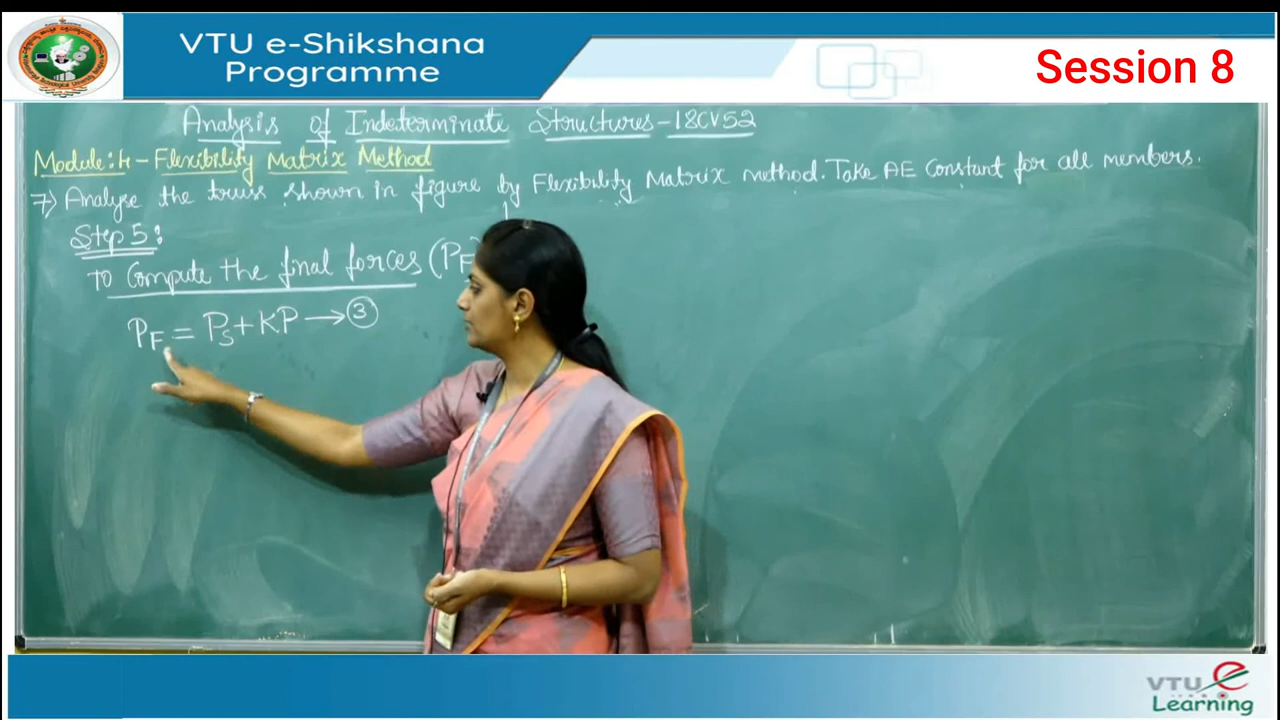 VTU e-Shikshana
Programme
Session 8
Analysis of Indeterminate Structures-18CV52
Module:4-Flexibility Matrix Method
7) Analyse the truss shown in figure by Flexibility Matrix method. Take AE Constant for all members.
Step 5:
To Compute the final forces (PF)
PF = PS + KP → ③
VTU e
Learning